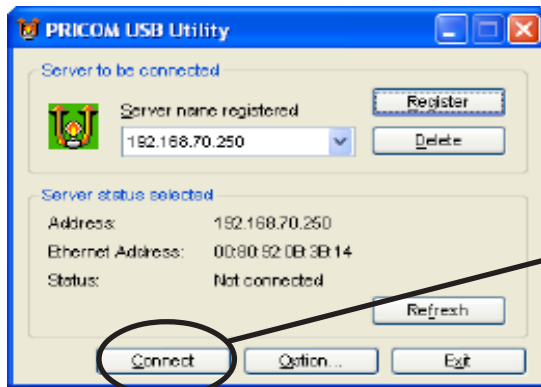 PRICOM USB Utility
Server to be connected
Server name registered
Register
192.168.70.250
Delete
Server status selected
Address: 192.168.70.250
Ethernet Address: 00:80:92:0B:3B:14
Status: Not connected
Refresh
Connect Option... Exit